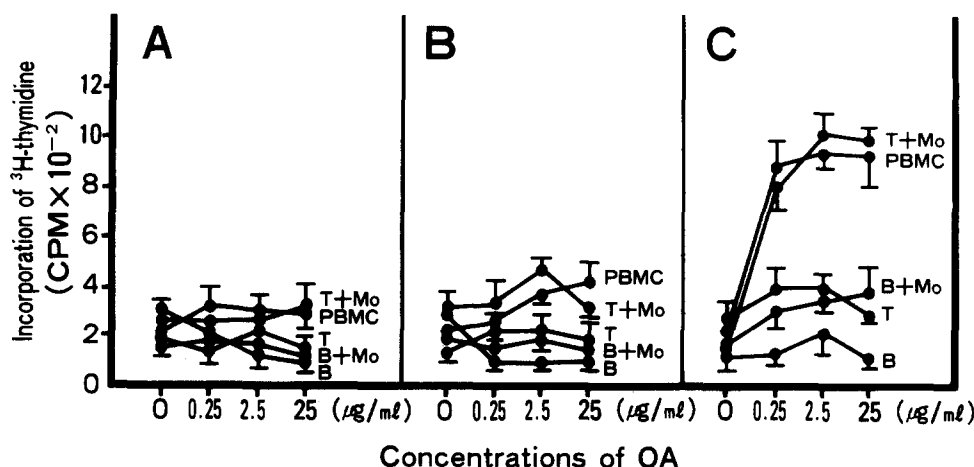 A
B
C
Incorporation of ³H-thymidine
(CPM×10⁻²)
12
10
8
6
4
2
0
T+Mo
PBMC
T
B+Mo
B
PBMC
T+Mo
T
B+Mo
B
T+Mo
PBMC
B+Mo
T
B
0 0.25 2.5 25 (μg/ml)
0 0.25 2.5 25 (μg/ml)
0 0.25 2.5 25 (μg/ml)
Concentrations of OA